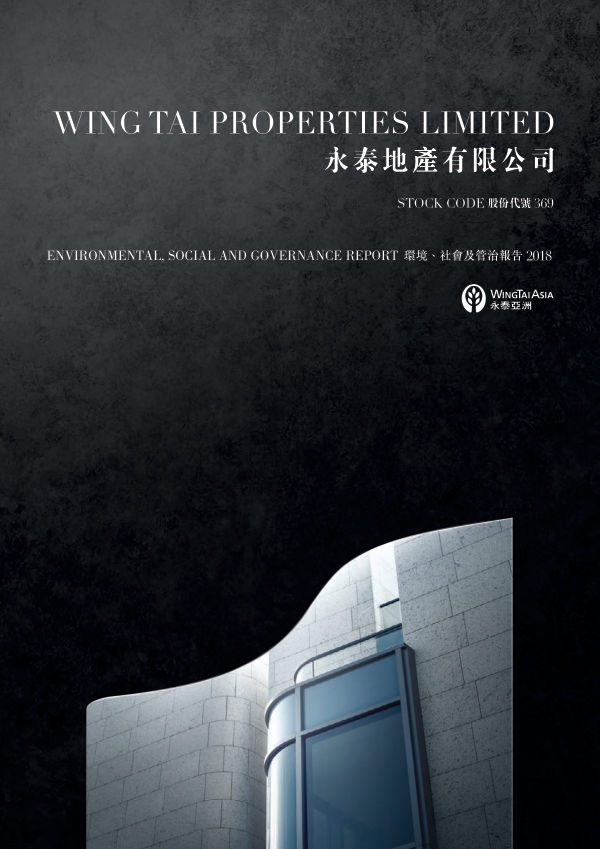 WING TAI PROPERTIES LIMITED
永泰地產有限公司
STOCK CODE 股份代號 369
ENVIRONMENTAL, SOCIAL AND GOVERNANCE REPORT 環境、社會及管治報告 2018
WINGTAI ASIA
永泰亞洲